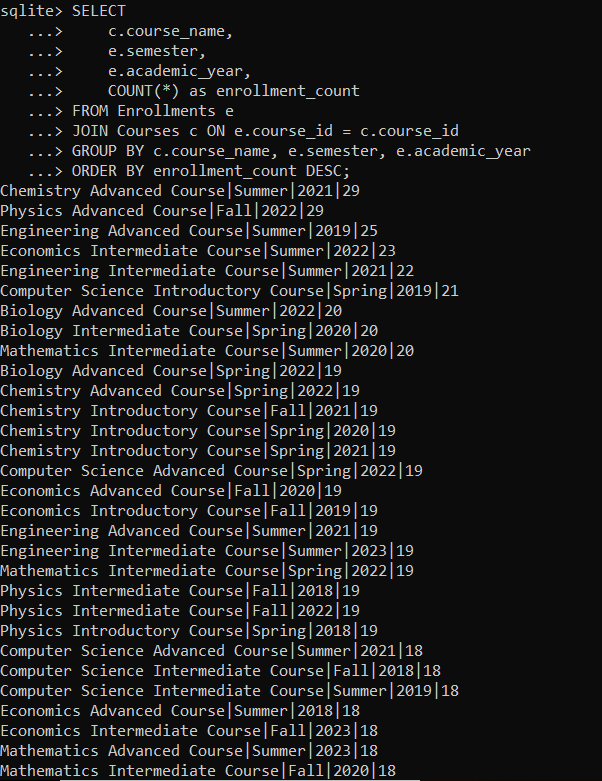 sqlite> SELECT
   ...>     c.course_name,
   ...>     e.semester,
   ...>     e.academic_year,
   ...>     COUNT(*) as enrollment_count
   ...> FROM Enrollments e
   ...> JOIN Courses c ON e.course_id = c.course_id
   ...> GROUP BY c.course_name, e.semester, e.academic_year
   ...> ORDER BY enrollment_count DESC;
Chemistry Advanced Course|Summer|2021|29
Physics Advanced Course|Fall|2022|29
Engineering Advanced Course|Summer|2019|25
Economics Intermediate Course|Summer|2022|23
Engineering Intermediate Course|Summer|2021|22
Computer Science Introductory Course|Spring|2019|21
Biology Advanced Course|Summer|2022|20
Biology Intermediate Course|Spring|2020|20
Mathematics Intermediate Course|Summer|2020|20
Biology Advanced Course|Spring|2022|19
Chemistry Advanced Course|Spring|2022|19
Chemistry Introductory Course|Fall|2021|19
Chemistry Introductory Course|Spring|2020|19
Chemistry Introductory Course|Spring|2021|19
Computer Science Advanced Course|Spring|2022|19
Economics Advanced Course|Fall|2020|19
Economics Introductory Course|Fall|2019|19
Engineering Advanced Course|Summer|2021|19
Engineering Intermediate Course|Summer|2023|19
Mathematics Intermediate Course|Spring|2022|19
Physics Intermediate Course|Fall|2018|19
Physics Intermediate Course|Fall|2022|19
Physics Introductory Course|Spring|2018|19
Computer Science Advanced Course|Summer|2021|18
Computer Science Intermediate Course|Fall|2018|18
Computer Science Intermediate Course|Summer|2019|18
Economics Advanced Course|Summer|2018|18
Economics Intermediate Course|Fall|2023|18
Mathematics Advanced Course|Summer|2023|18
Mathematics Intermediate Course|Fall|2020|18